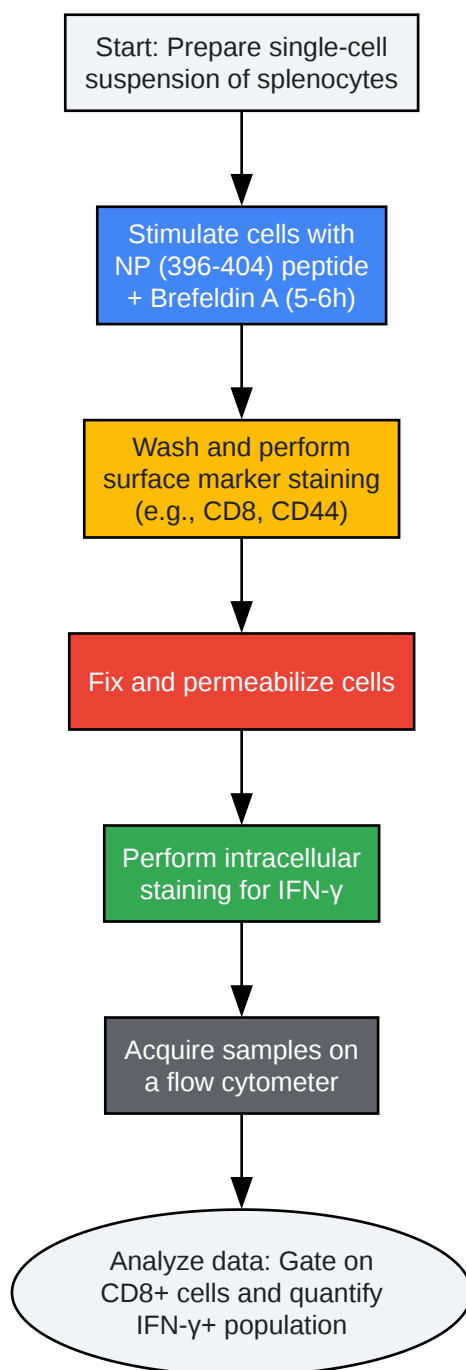 Start: Prepare single-cell
suspension of splenocytes
Stimulate cells with
NP (396-404) peptide
+ Brefeldin A (5-6h)
Wash and perform
surface marker staining
(e.g., CD8, CD44)
Fix and permeabilize cells
Perform intracellular
staining for IFN-γ
Acquire samples on
a flow cytometer
Analyze data: Gate on
CD8+ cells and quantify
IFN-γ+ population